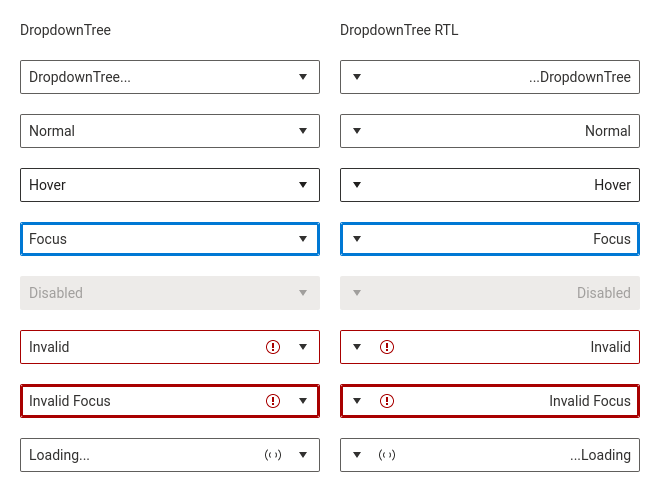 DropdownTree
DropdownTree RTL
DropdownTree...
...DropdownTree
Normal
Normal
Hover
Hover
Focus
Focus
Disabled
Disabled
Invalid
Invalid
Invalid Focus
Invalid Focus
Loading...
...Loading